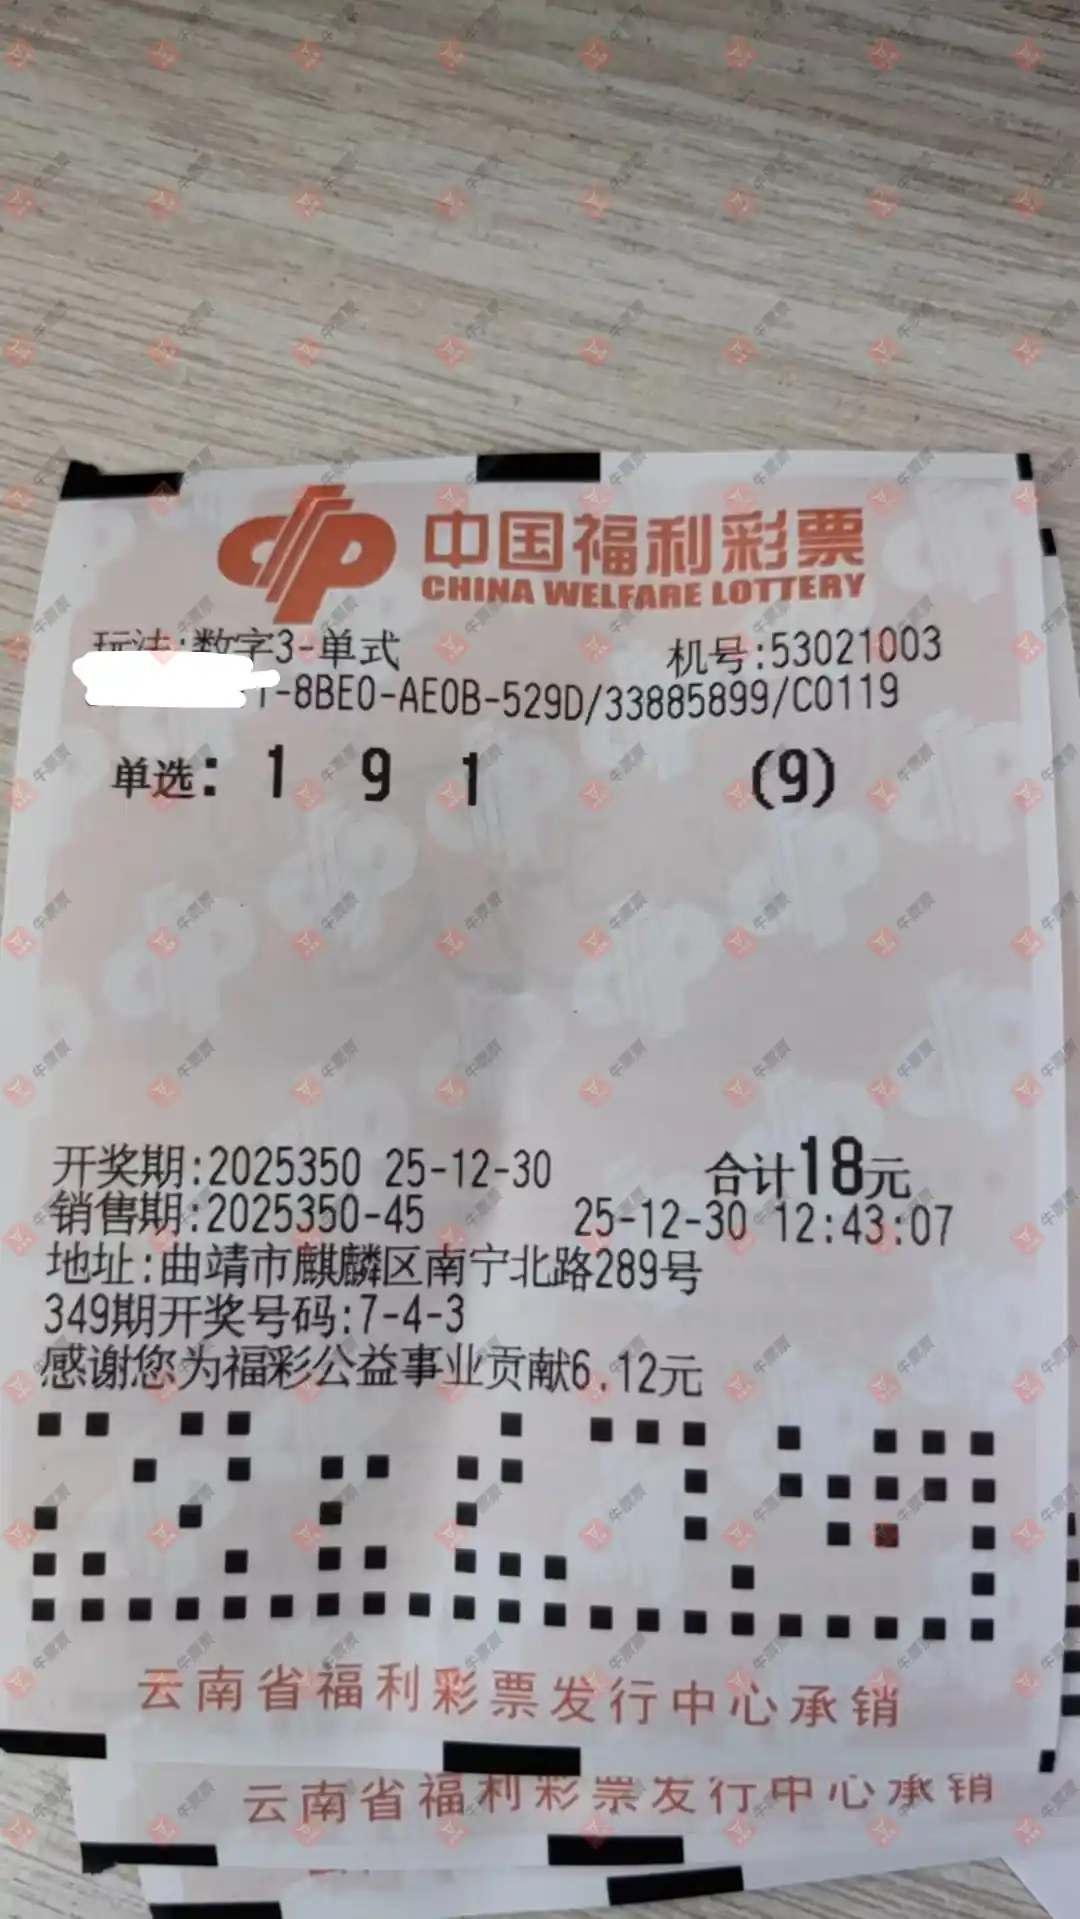 中国福利彩票
CHINA WELFARE LOTTERY
玩法:数字3-单式 机号:53021003
1-8BE0-AE0B-529D/33885899/C0119
单选: 1 9 1 (9)
开奖期:2025350 25-12-30 合计18元
销售期:2025350-45 25-12-30 12:43:07
地址:曲靖市麒麟区南宁北路289号
349期开奖号码:7-4-3
感谢您为福彩公益事业贡献6.12元
云南省福利彩票发行中心承销
云南省福利彩票发行中心承销
牛票票